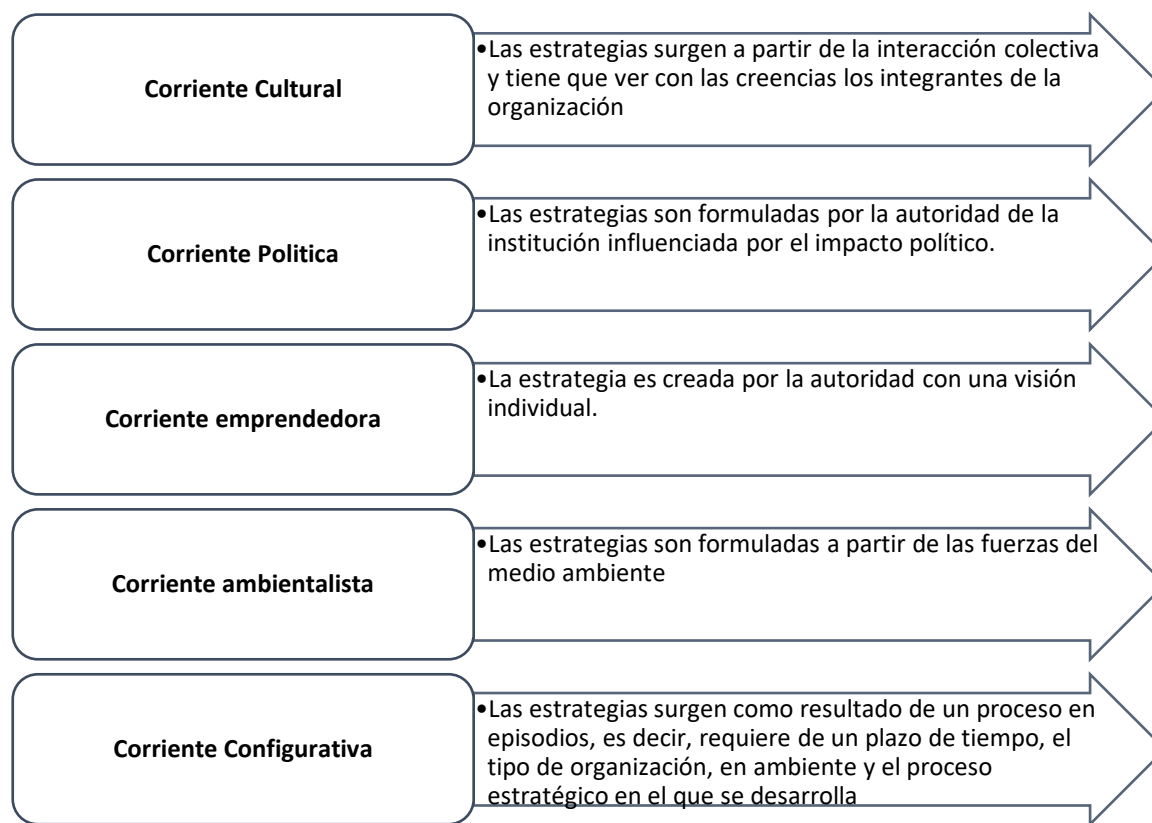 Corriente Cultural
•Las estrategias surgen a partir de la interacción colectiva
y tiene que ver con las creencias los integrantes de la
organización
Corriente Politica
•Las estrategias son formuladas por la autoridad de la
institución influenciada por el impacto político.
Corriente emprendedora
•La estrategia es creada por la autoridad con una visión
individual.
Corriente ambientalista
•Las estrategias son formuladas a partir de las fuerzas del
medio ambiente
Corriente Configurativa
•Las estrategias surgen como resultado de un proceso en
episodios, es decir, requiere de un plazo de tiempo, el
tipo de organización, en ambiente y el proceso
estratégico en el que se desarrolla